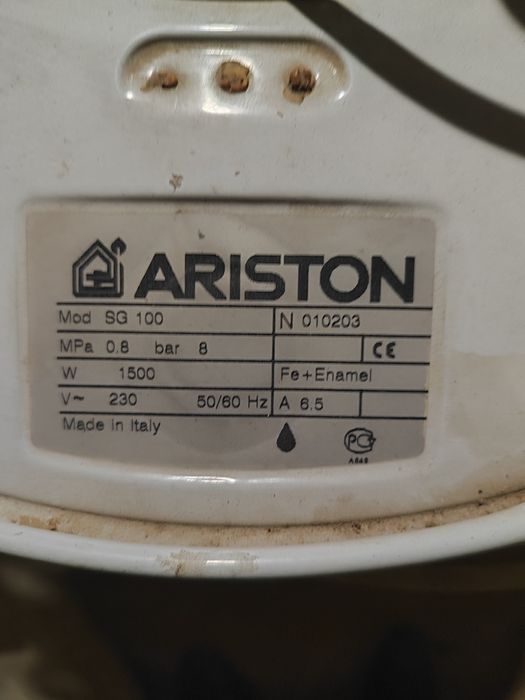 ARISTON
Mod SG 100 N 010203
MPa 0.8 bar 8 CE
W 1500 Fe+Enamel
V~ 230 50/60 Hz A 6.5
Made in Italy
PC